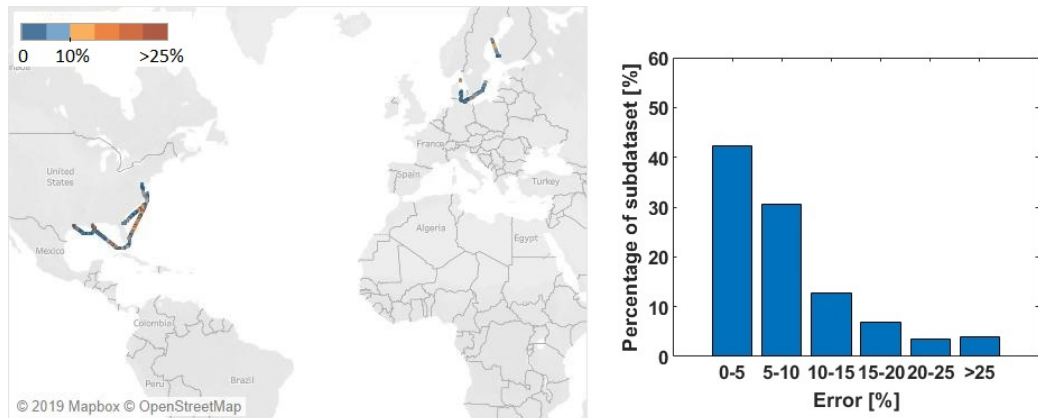 0 10% >25%
United
States
Mexico
Colombia
Peru
Brazil
France
Spain
Turkey
Algeria
Egypt
© 2019 Mapbox © OpenStreetMap
Percentage of subdataset [%]
60
50
40
30
20
10
0
0-5 5-10 10-15 15-20 20-25 >25
Error [%]